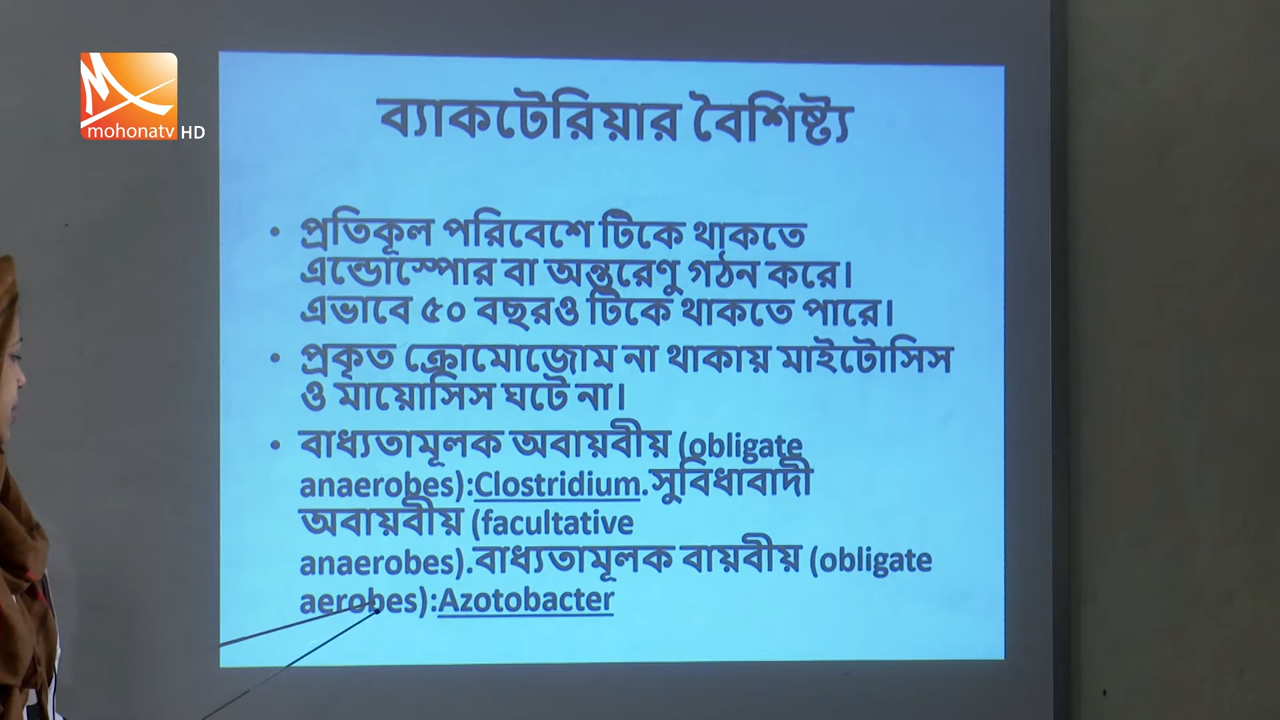 mohonatv HD
ব্যাকটেরিয়ার বৈশিষ্ট্য
• প্রতিকূল পরিবেশে টিকে থাকতে
এন্ডোস্পোর বা অন্তরেণু গঠন করে।
এভাবে ৫০ বছরও টিকে থাকতে পারে।
• প্রকৃত ক্রোমোজোম না থাকায় মাইটোসিস
ও মায়োসিস ঘটে না।
• বাধ্যতামূলক অবায়বীয় (obligate
anaerobes):Clostridium.সুবিধাবাদী
অবায়বীয় (facultative
anaerobes).বাধ্যতামূলক বায়বীয় (obligate
aerobes):Azotobacter